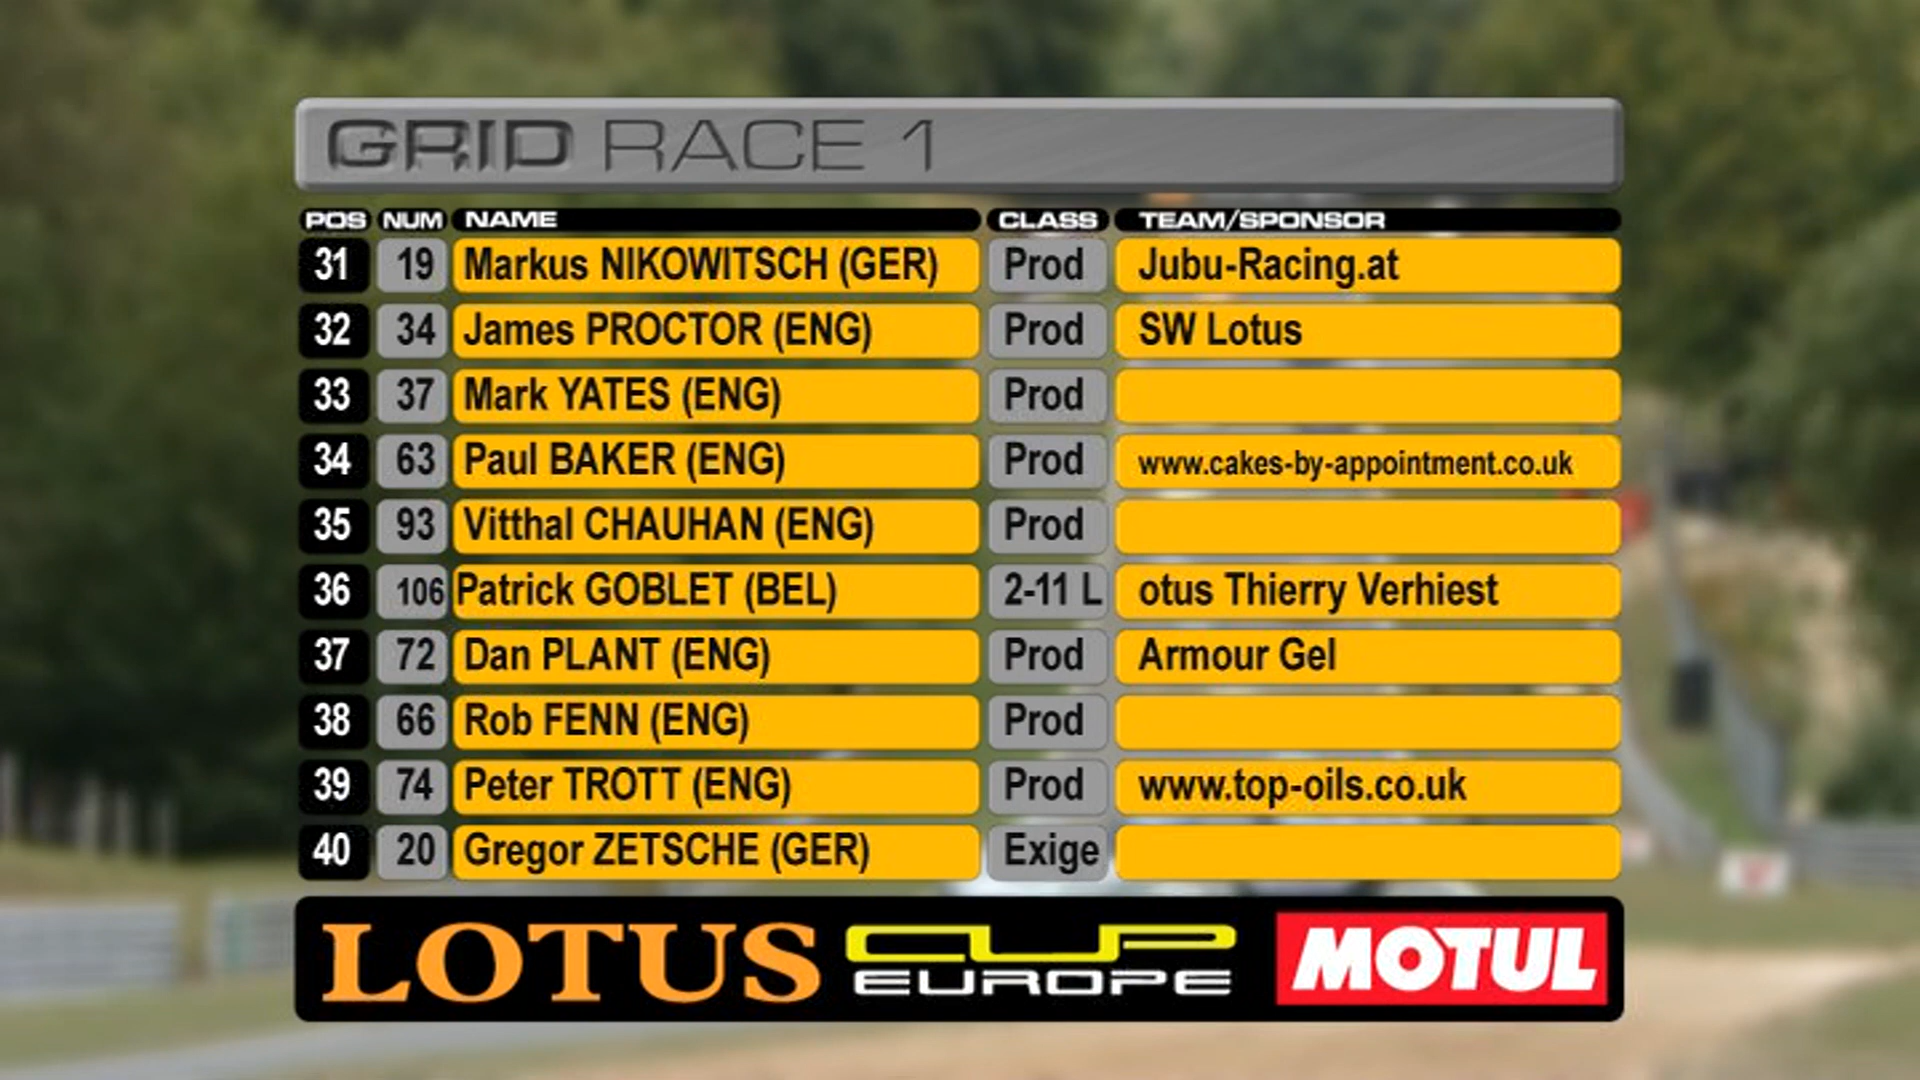 GRID RACE 1
POS NUM NAME CLASS TEAM/SPONSOR
31 19 Markus NIKOWITSCH (GER) Prod Jubu-Racing.at
32 34 James PROCTOR (ENG) Prod SW Lotus
33 37 Mark YATES (ENG) Prod
34 63 Paul BAKER (ENG) Prod www.cakes-by-appointment.co.uk
35 93 Vitthal CHAUHAN (ENG) Prod
36 106 Patrick GOBLET (BEL) 2-11 L otus Thierry Verhiest
37 72 Dan PLANT (ENG) Prod Armour Gel
38 66 Rob FENN (ENG) Prod
39 74 Peter TROTT (ENG) Prod www.top-oils.co.uk
40 20 Gregor ZETSCHE (GER) Exige
LOTUS CUP EUROPE MOTUL